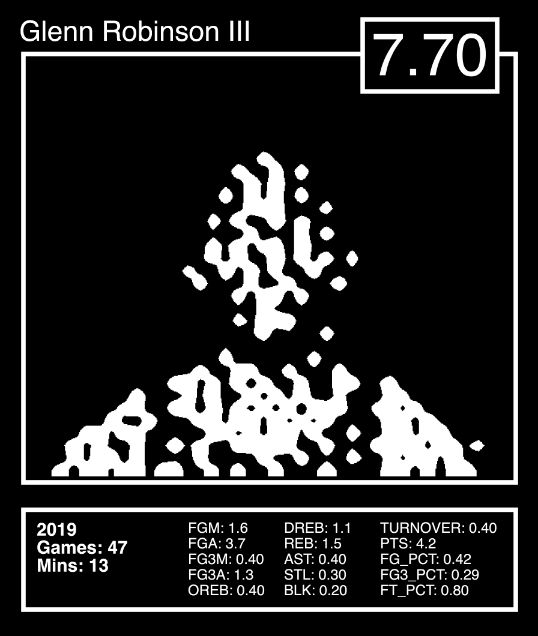 Glenn Robinson III
7.70
2019
Games: 47
Mins: 13
FGM: 1.6
FGA: 3.7
FG3M: 0.40
FG3A: 1.3
OREB: 0.40
DREB: 1.1
REB: 1.5
AST: 0.40
STL: 0.30
BLK: 0.20
TURNOVER: 0.40
PTS: 4.2
FG_PCT: 0.42
FG3_PCT: 0.29
FT_PCT: 0.80